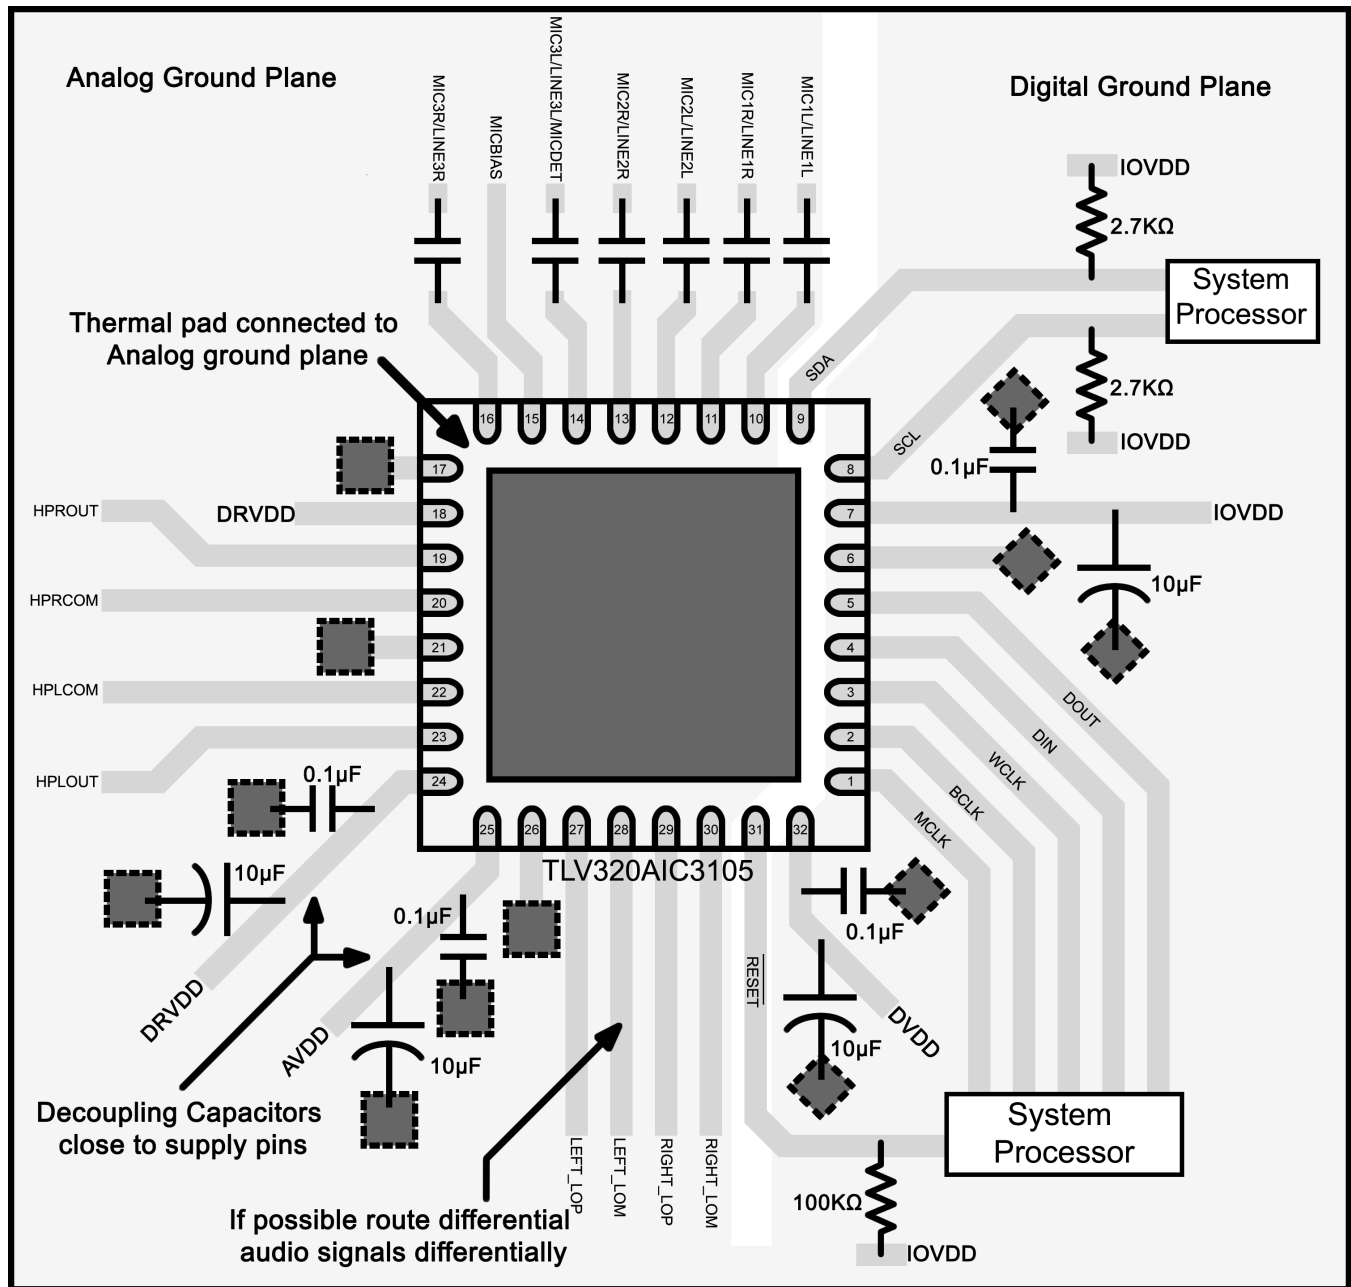 Analog Ground Plane
Digital Ground Plane
MIC3R/LINE3R
MICBIAS
MIC3L/LINE3L/MICDET
MIC2R/LINE2R
MIC2L/LINE2L
MIC1R/LINE1R
MIC1L/LINE1L
IOVDD
2.7KΩ
System
Processor
2.7KΩ
IOVDD
Thermal pad connected to
Analog ground plane
SDA
SCL
0.1µF
16
15
14
13
12
11
10
9
17
18
19
20
21
22
23
24
8
7
6
5
4
3
2
1
HPROUT
DRVDD
HPRCOM
HPLCOM
HPLOUT
IOVDD
10µF
DOUT
DIN
WCLK
BCLK
MCLK
0.1µF
25
26
27
28
29
30
31
32
TLV320AIC3105
10µF
0.1µF
0.1µF
DRVDD
AVDD
10µF
RESET
10µF
DVDD
Decoupling Capacitors
close to supply pins
LEFT_LOP
LEFT_LOM
RIGHT_LOP
RIGHT_LOM
System
Processor
If possible route differential
audio signals differentially
100KΩ
IOVDD